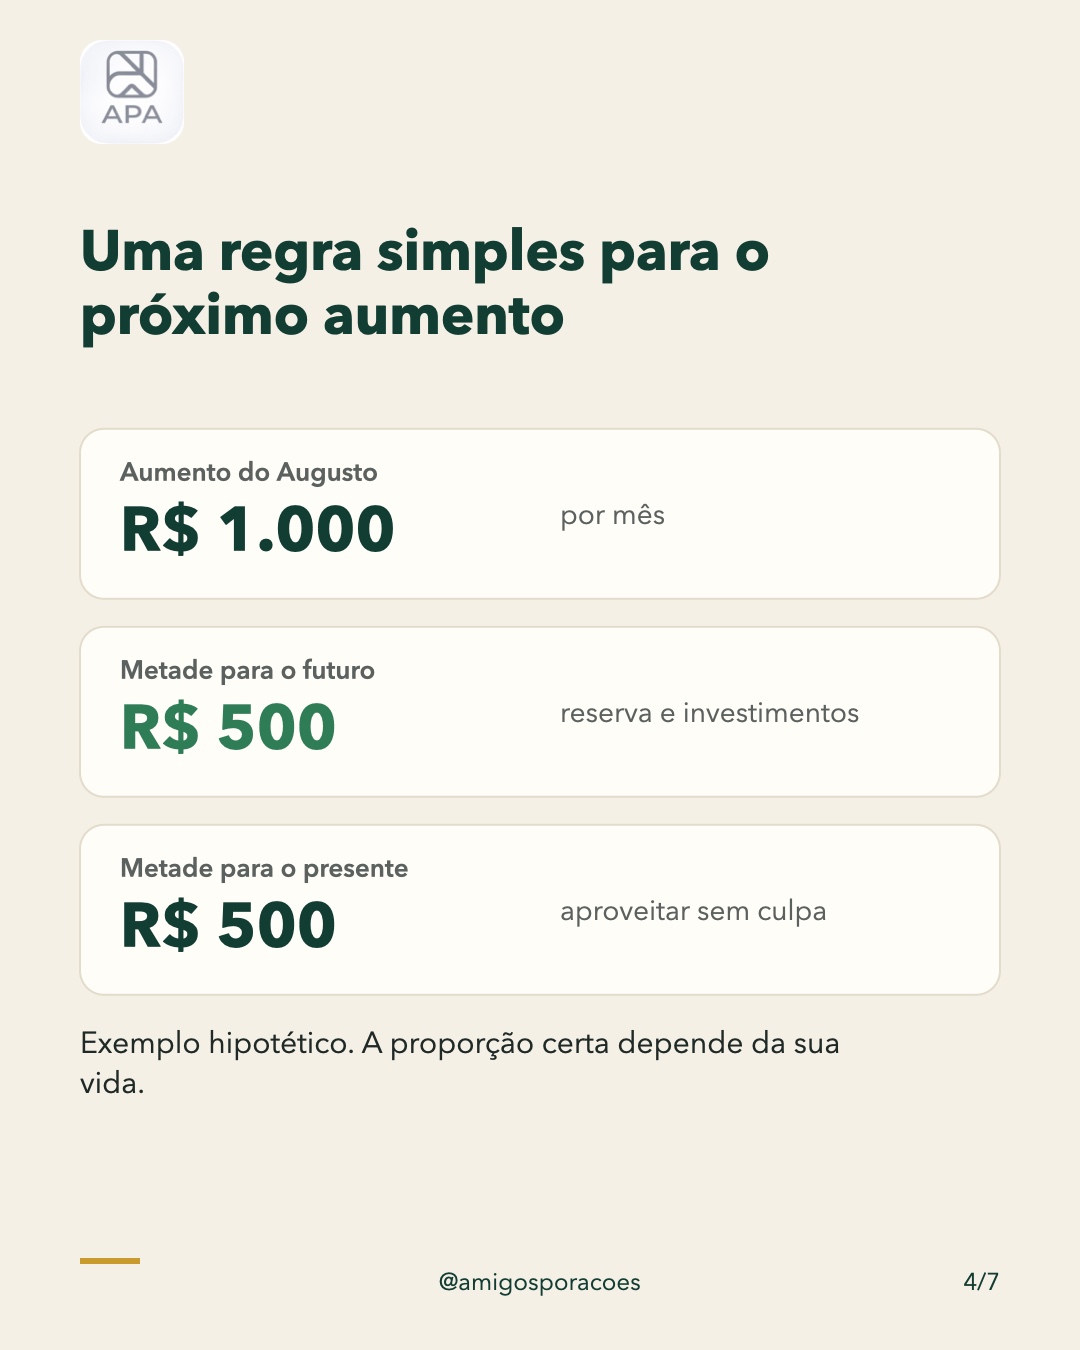 APA
Uma regra simples para o
próximo aumento
Aumento do Augusto
R$ 1.000
por mês
Metade para o futuro
R$ 500
reserva e investimentos
Metade para o presente
R$ 500
aproveitar sem culpa
Exemplo hipotético. A proporção certa depende da sua
vida.
@amigosporacoes
4/7